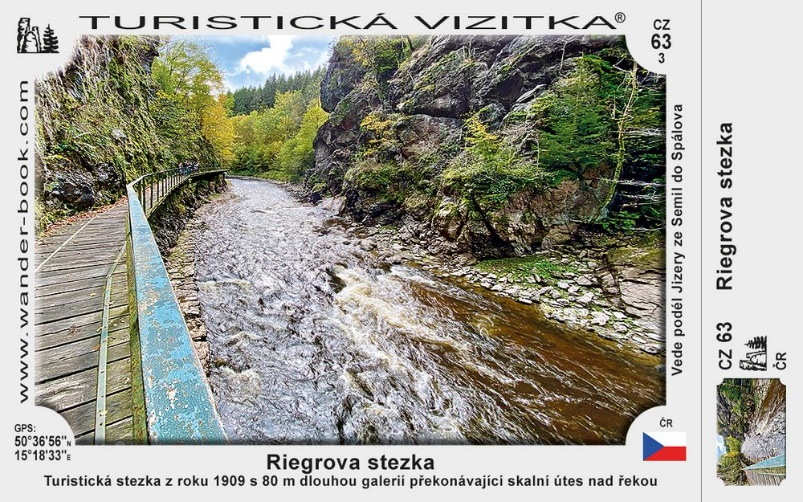 TURISTICKÁ VIZITKA®
CZ
63
3
www.wander-book.com
Vede podél Jizery ze Semil do Spálova
GPS:
50°36'56"N
15°18'33"E
Riegrova stezka
Turistická stezka z roku 1909 s 80 m dlouhou galerií překonávající skalní útes nad řekou
ČR
CZ 63 ČR Riegrova stezka